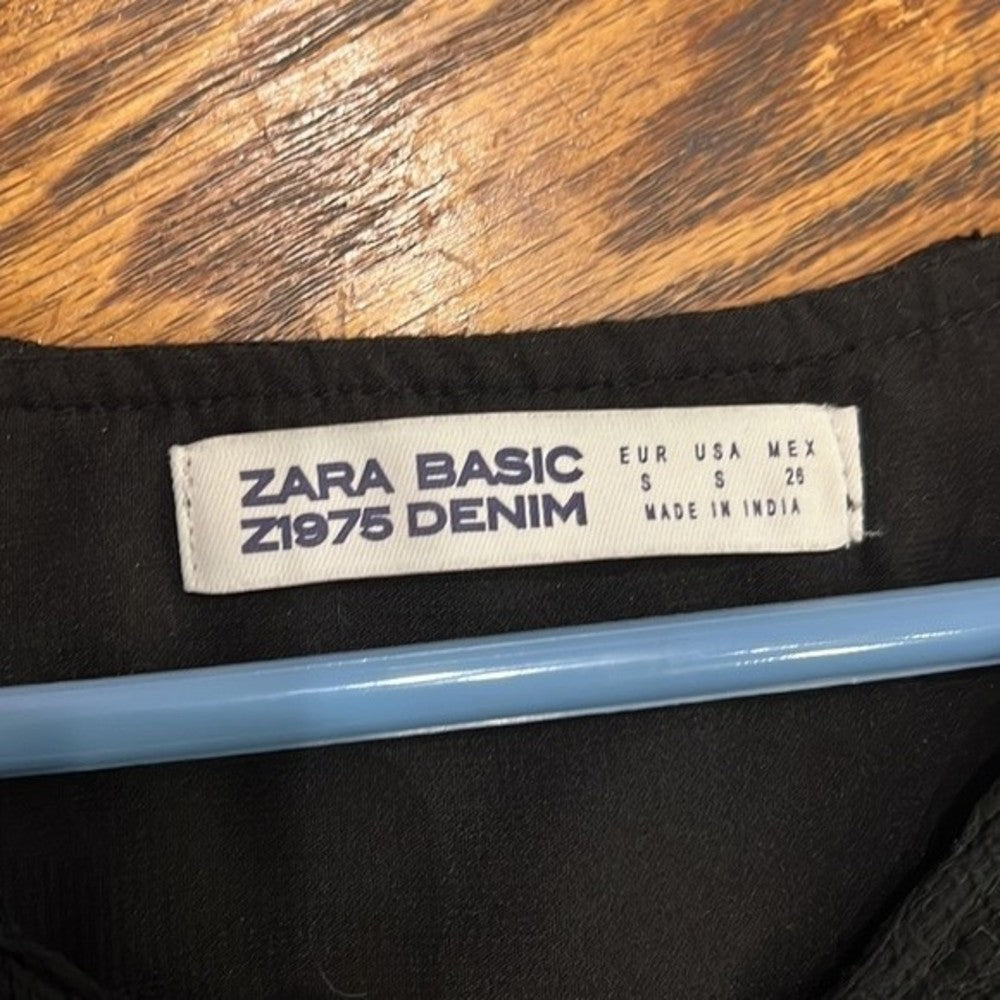 ZARA BASIC
Z1975 DENIM
EUR USA MEX
S S 26
MADE IN INDIA